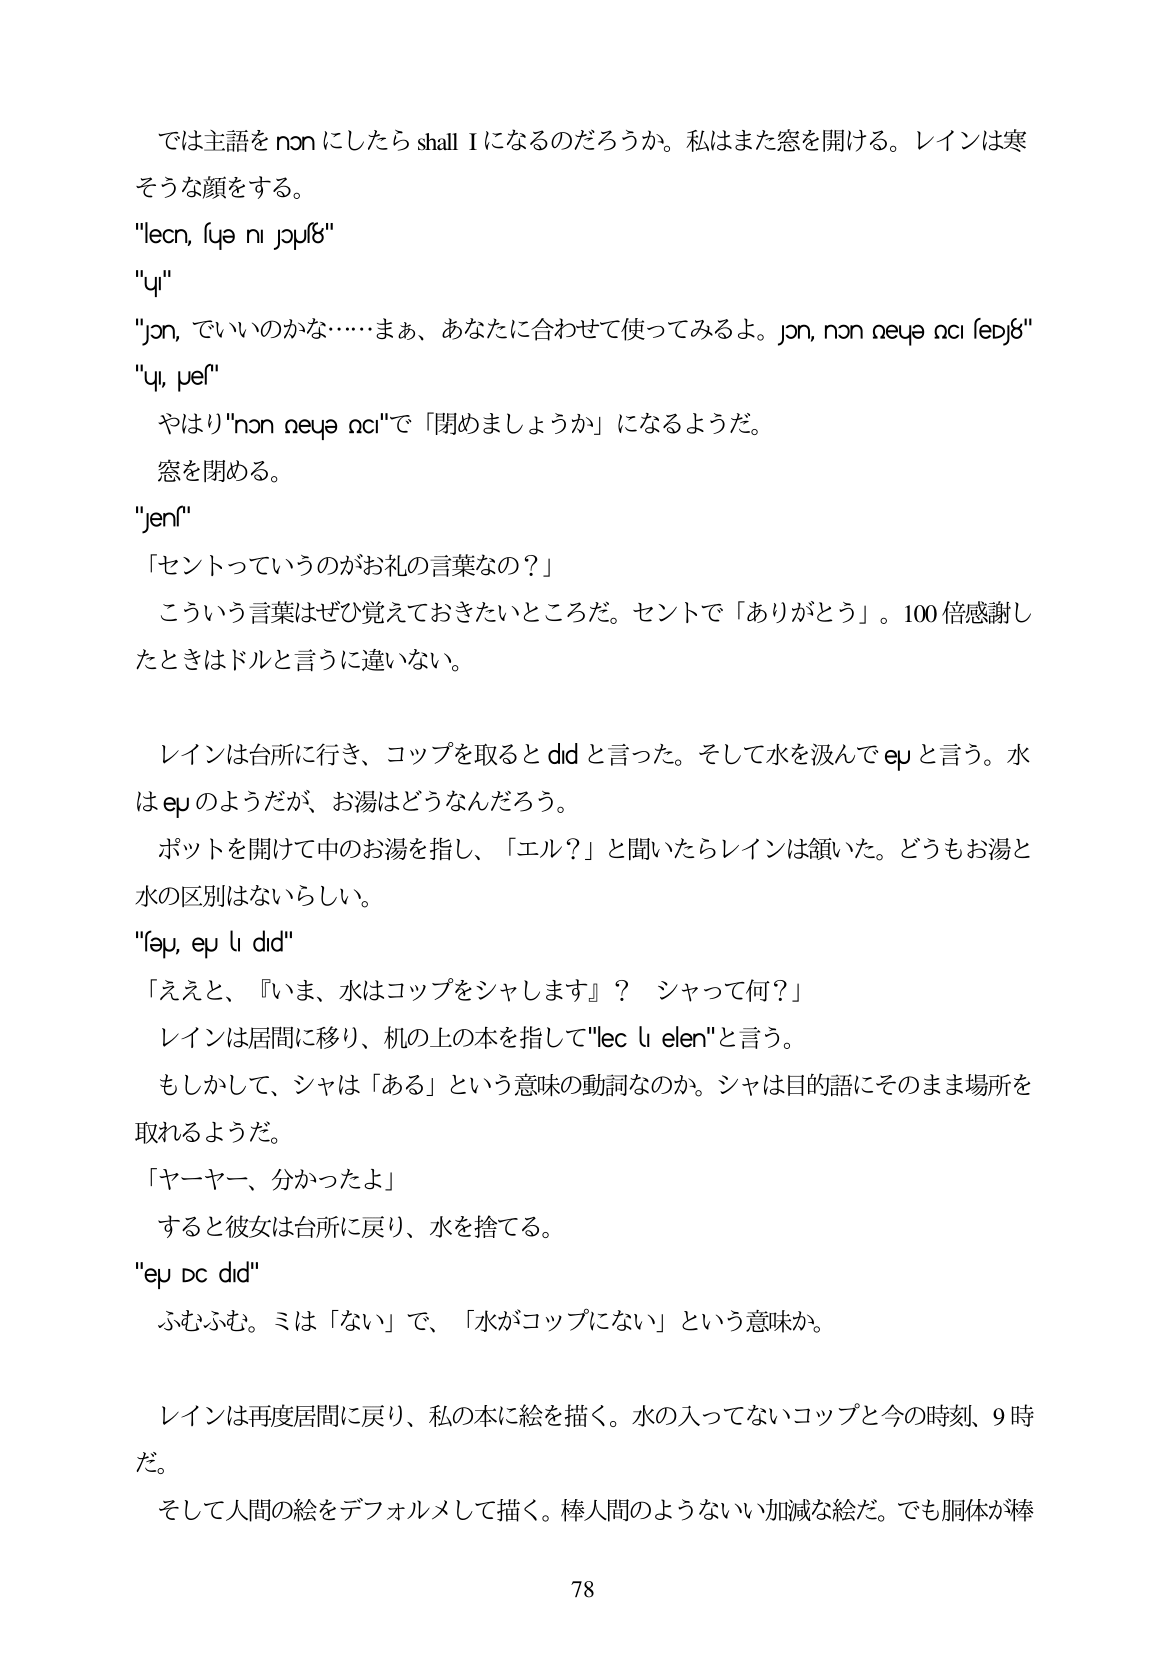 では主語を nɔn にしたら shall I になるのだろうか。私はまた窓を開ける。レインは寒
そうな顔をする。
"lecn, ʃɥə nı ȷɔµʃ8"
"ɥı"
"ȷɔn, でいいのかな……まぁ、あなたに合わせて使ってみるよ。ȷɔn, nɔn ɷeɥə ɷcı ʃeᴅȷ8"
"ɥı, µeʃ"
やはり"nɔn ɷeɥə ɷcı"で「閉めましょうか」になるようだ。
窓を閉める。
"ȷenʃ"
「セントっていうのがお礼の言葉なの？」
こういう言葉はぜひ覚えておきたいところだ。セントで「ありがとう」。100 倍感謝し
たときはドルと言うに違いない。
レインは台所に行き、コップを取ると dıd と言った。そして水を汲んで eµ と言う。水
は eµ のようだが、お湯はどうなんだろう。
ポットを開けて中のお湯を指し、「エル？」と聞いたらレインは頷いた。どうもお湯と
水の区別はないらしい。
"ʃəµ, eµ lı dıd"
「ええと、『いま、水はコップをシャします』？　シャって何？」
レインは居間に移り、机の上の本を指して"lec lı elen"と言う。
もしかして、シャは「ある」という意味の動詞なのか。シャは目的語にそのまま場所を
取れるようだ。
「ヤーヤー、分かったよ」
すると彼女は台所に戻り、水を捨てる。
"eµ ᴅc dıd"
ふむふむ。ミは「ない」で、「水がコップにない」という意味か。
レインは再度居間に戻り、私の本に絵を描く。水の入ってないコップと今の時刻、9 時
だ。
そして人間の絵をデフォルメして描く。棒人間のようないい加減な絵だ。でも胴体が棒
78